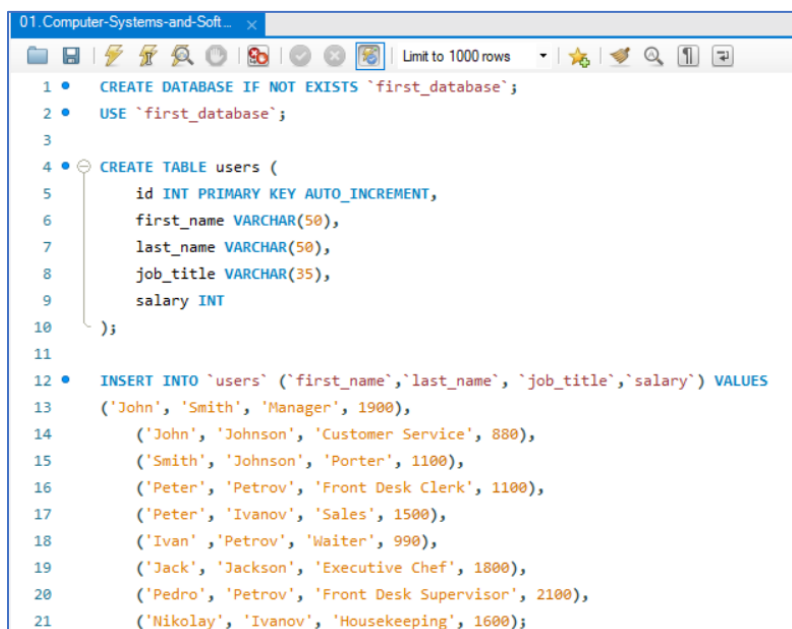 01.Computer-Systems-and-Soft...
Limit to 1000 rows
1 CREATE DATABASE IF NOT EXISTS `first_database`;
2 USE `first_database`;
3
4 CREATE TABLE users (
5 id INT PRIMARY KEY AUTO_INCREMENT,
6 first_name VARCHAR(50),
7 last_name VARCHAR(50),
8 job_title VARCHAR(35),
9 salary INT
10 );
11
12 INSERT INTO `users` (`first_name`,`last_name`, `job_title`,`salary`) VALUES
13 ('John', 'Smith', 'Manager', 1900),
14 ('John', 'Johnson', 'Customer Service', 880),
15 ('Smith', 'Johnson', 'Porter', 1100),
16 ('Peter', 'Petrov', 'Front Desk Clerk', 1100),
17 ('Peter', 'Ivanov', 'Sales', 1500),
18 ('Ivan' ,'Petrov', 'Waiter', 990),
19 ('Jack', 'Jackson', 'Executive Chef', 1800),
20 ('Pedro', 'Petrov', 'Front Desk Supervisor', 2100),
21 ('Nikolay', 'Ivanov', 'Housekeeping', 1600);